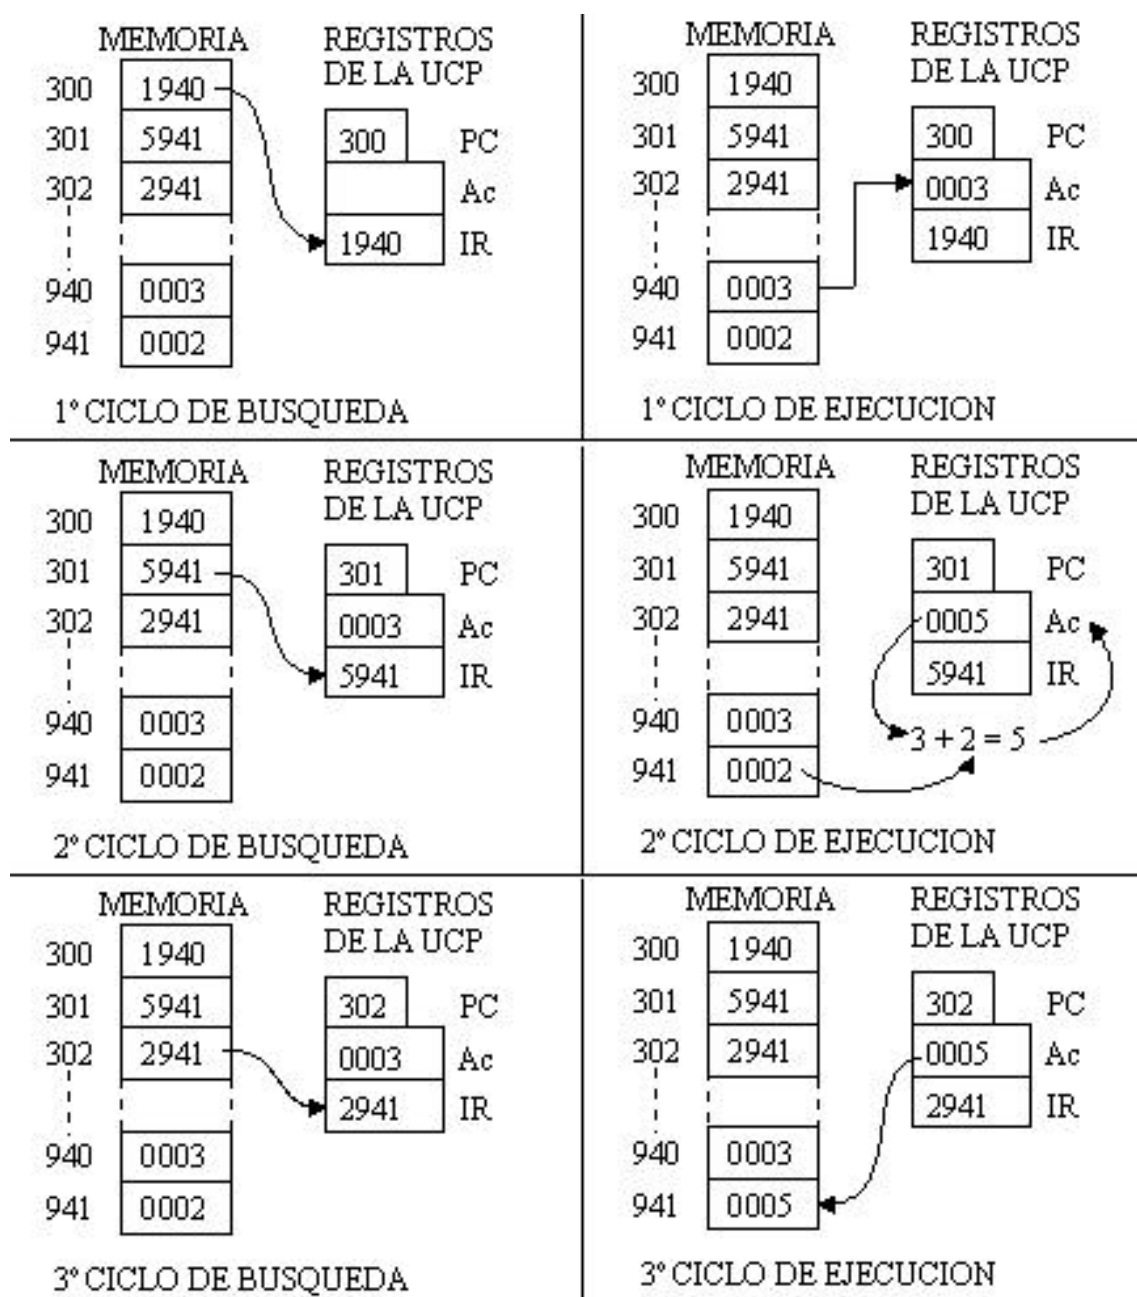 MEMORIA REGISTROS
DE LA UCP
300 1940
301 5941 300 PC
302 2941 Ac
1940 IR
940 0003
941 0002
1º CICLO DE BUSQUEDA
MEMORIA REGISTROS
DE LA UCP
300 1940
301 5941 300 PC
302 2941 0003 Ac
1940 IR
940 0003
941 0002
1º CICLO DE EJECUCION
MEMORIA REGISTROS
DE LA UCP
300 1940
301 5941 301 PC
302 2941 0003 Ac
5941 IR
940 0003
941 0002
2º CICLO DE BUSQUEDA
MEMORIA REGISTROS
DE LA UCP
300 1940
301 5941 301 PC
302 2941 0005 Ac
5941 IR
940 0003 3 + 2 = 5
941 0002
2º CICLO DE EJECUCION
MEMORIA REGISTROS
DE LA UCP
300 1940
301 5941 302 PC
302 2941 0003 Ac
2941 IR
940 0003
941 0002
3º CICLO DE BUSQUEDA
MEMORIA REGISTROS
DE LA UCP
300 1940
301 5941 302 PC
302 2941 0005 Ac
2941 IR
940 0003
941 0005
3º CICLO DE EJECUCION